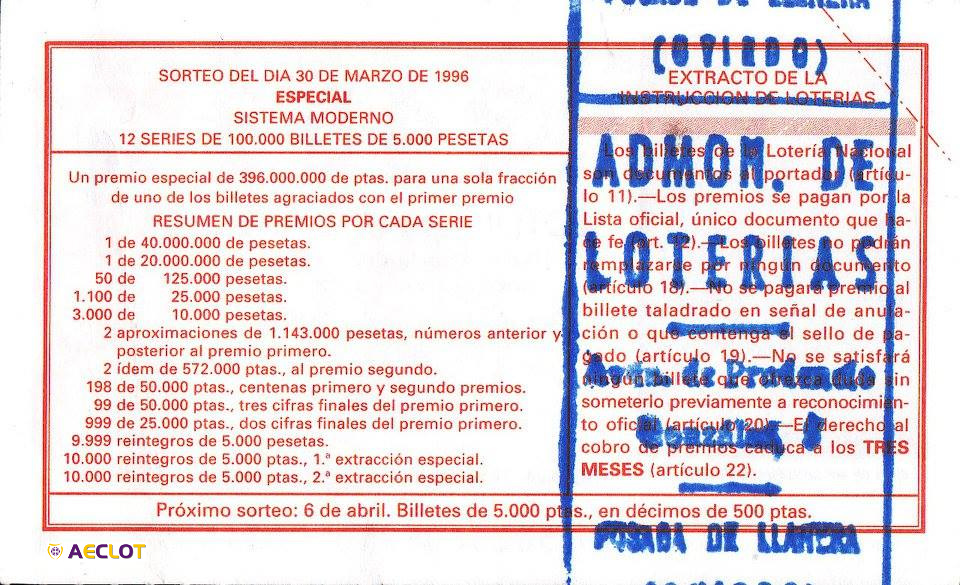 POSADA DE LLANERA
(OVIEDO)
SORTEO DEL DIA 30 DE MARZO DE 1996
ESPECIAL
SISTEMA MODERNO
12 SERIES DE 100.000 BILLETES DE 5.000 PESETAS
Un premio especial de 396.000.000 de ptas. para una sola fracción
de uno de los billetes agraciados con el primer premio
RESUMEN DE PREMIOS POR CADA SERIE
1 de 40.000.000 de pesetas.
1 de 20.000.000 de pesetas.
50 de 125.000 pesetas.
1.100 de 25.000 pesetas.
3.000 de 10.000 pesetas.
2 aproximaciones de 1.143.000 pesetas, números anterior y
posterior al premio primero.
2 ídem de 572.000 ptas., al premio segundo.
198 de 50.000 ptas., centenas primero y segundo premios.
99 de 50.000 ptas., tres cifras finales del premio primero.
999 de 25.000 ptas., dos cifras finales del premio primero.
9.999 reintegros de 5.000 pesetas.
10.000 reintegros de 5.000 ptas., 1.ª extracción especial.
10.000 reintegros de 5.000 ptas., 2.ª extracción especial.
EXTRACTO DE LA
INSTRUCCION DE LOTERIAS
Los billetes de la Lotería Nacional
son documentos al portador (artícu-
lo 11).—Los premios se pagan por la
Lista oficial, único documento que ha-
ce fe (art. 12).—Los billetes no podrán
remplazarse por ningún documento
(artículo 18).—No se pagará premio al
billete taladrado en señal de anula-
ción o que contenga el sello de pa-
gado (artículo 19).—No se satisfará
ningún billete que ofrezca duda sin
someterlo previamente a reconocimien-
to oficial (artículo 20).—El derecho al
cobro de premios caduca a los TRES
MESES (artículo 22).
ADMON. DE
LOTERIAS
Avda. de Prudencio
González,
POSADA DE LLANERA
Próximo sorteo: 6 de abril. Billetes de 5.000 ptas., en décimos de 500 ptas.
AECLOT